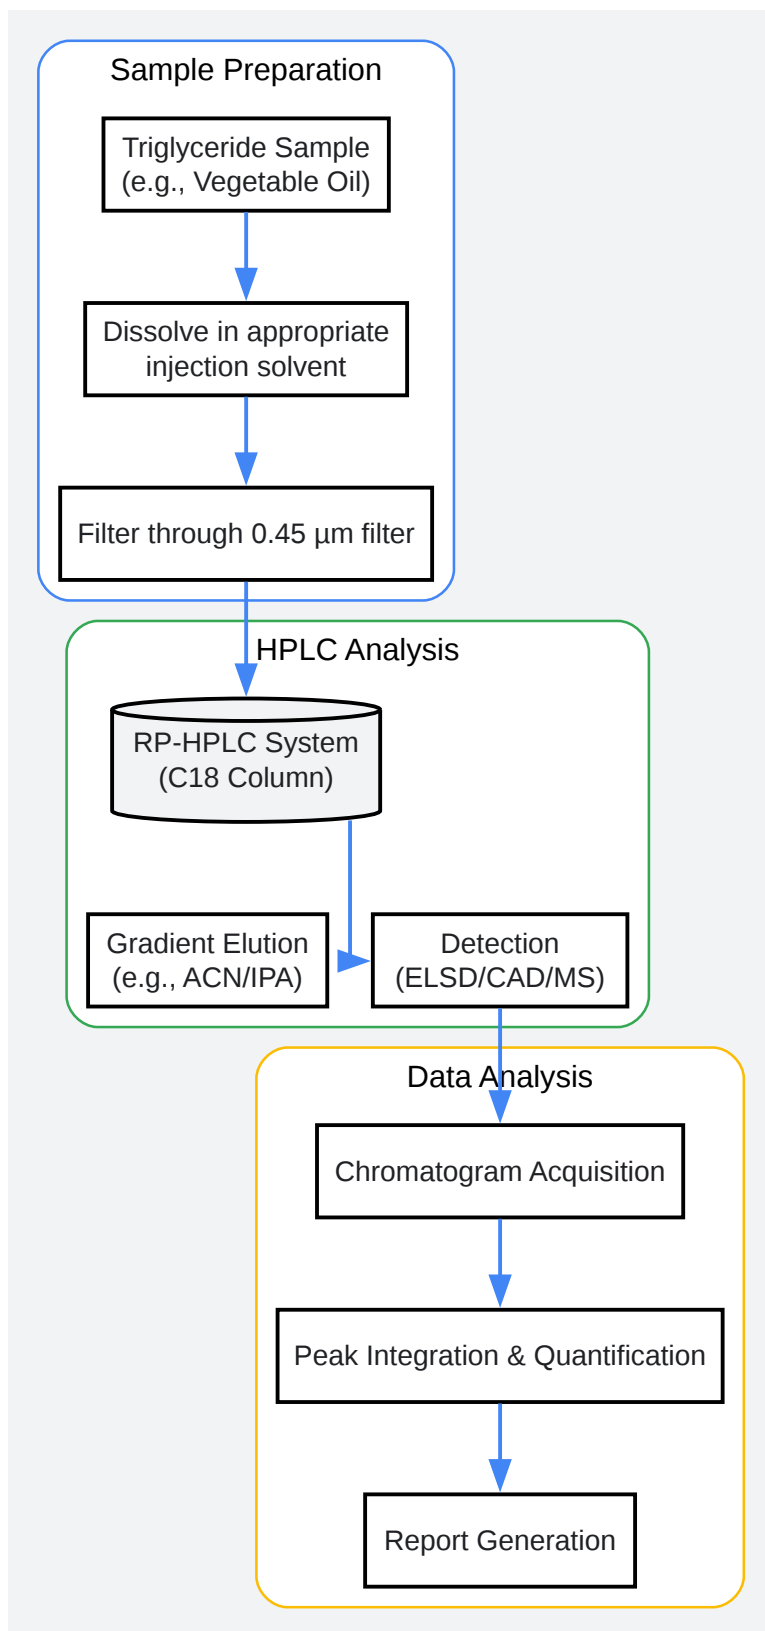 Sample Preparation
Triglyceride Sample
(e.g., Vegetable Oil)
Dissolve in appropriate
injection solvent
Filter through 0.45 µm filter
HPLC Analysis
RP-HPLC System
(C18 Column)
Gradient Elution
(e.g., ACN/IPA)
Detection
(ELSD/CAD/MS)
Data Analysis
Chromatogram Acquisition
Peak Integration & Quantification
Report Generation